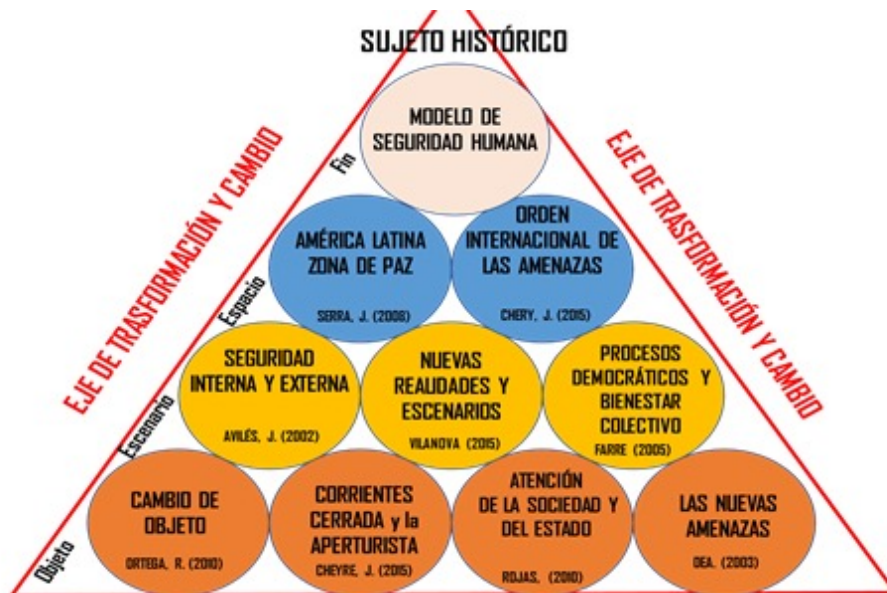 SUJETO HISTÓRICO
EJE DE TRASFORMACIÓN Y CAMBIO
EJE DE TRASFORMACIÓN Y CAMBIO
Fin
MODELO DE
SEGURIDAD HUMANA
Espacio
AMÉRICA LATINA
ZONA DE PAZ
SERRA, J. (2008)
ORDEN
INTERNACIONAL DE
LAS AMENAZAS
CHERY, J. (2015)
Escenario
SEGURIDAD
INTERNA Y EXTERNA
AVILÉS, J. (2002)
NUEVAS
REALIDADES Y
ESCENARIOS
VILANOVA (2015)
PROCESOS
DEMOCRÁTICOS Y
BIENESTAR
COLECTIVO
FARRE (2005)
Objeto
CAMBIO DE
OBJETO
ORTEGA, R. (2010)
CORRIENTES
CERRADA y la
APERTURISTA
CHEYRE, J. (2015)
ATENCIÓN
DE LA SOCIEDAD Y
DEL ESTADO
ROJAS, (2010)
LAS NUEVAS
AMENAZAS
OEA. (2003)